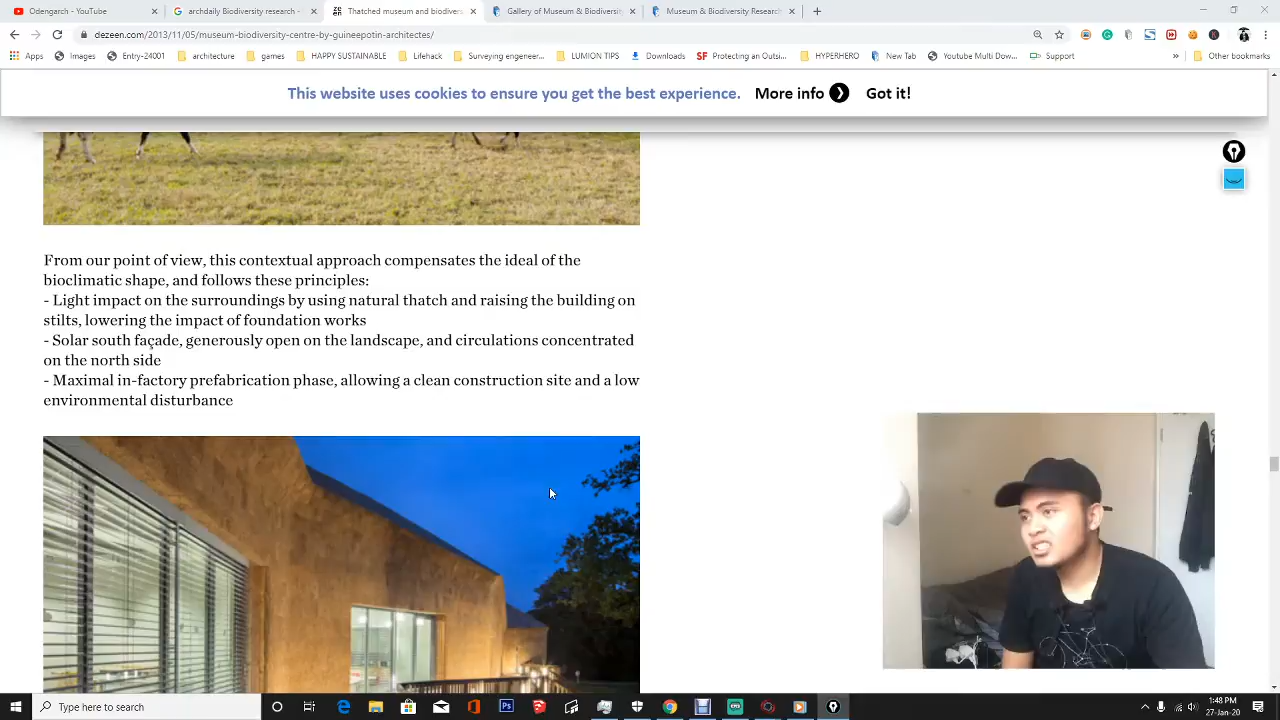 Odengarch - YouTube
archdaily Biodiversity research -
Thatched museum and biodivers
Gallery of Museum & Biodiversity
Museum & Biodiversity Research
dezeen.com/2013/11/05/museum-biodiversity-centre-by-guineepotin-architectes/
Apps Images Entry-24001 architecture games HAPPY SUSTAINABLE Lifehack Surveying engineer... LUMION TIPS Downloads SF Protecting an Outsi... HYPERHERO New Tab Youtube Multi Dow... Support » Other bookmarks
This website uses cookies to ensure you get the best experience. More info Got it!
From our point of view, this contextual approach compensates the ideal of the
bioclimatic shape, and follows these principles:
- Light impact on the surroundings by using natural thatch and raising the building on
stilts, lowering the impact of foundation works
- Solar south façade, generously open on the landscape, and circulations concentrated
on the north side
- Maximal in-factory prefabrication phase, allowing a clean construction site and a low
environmental disturbance
Type here to search
1:48 PM
27-Jan-20